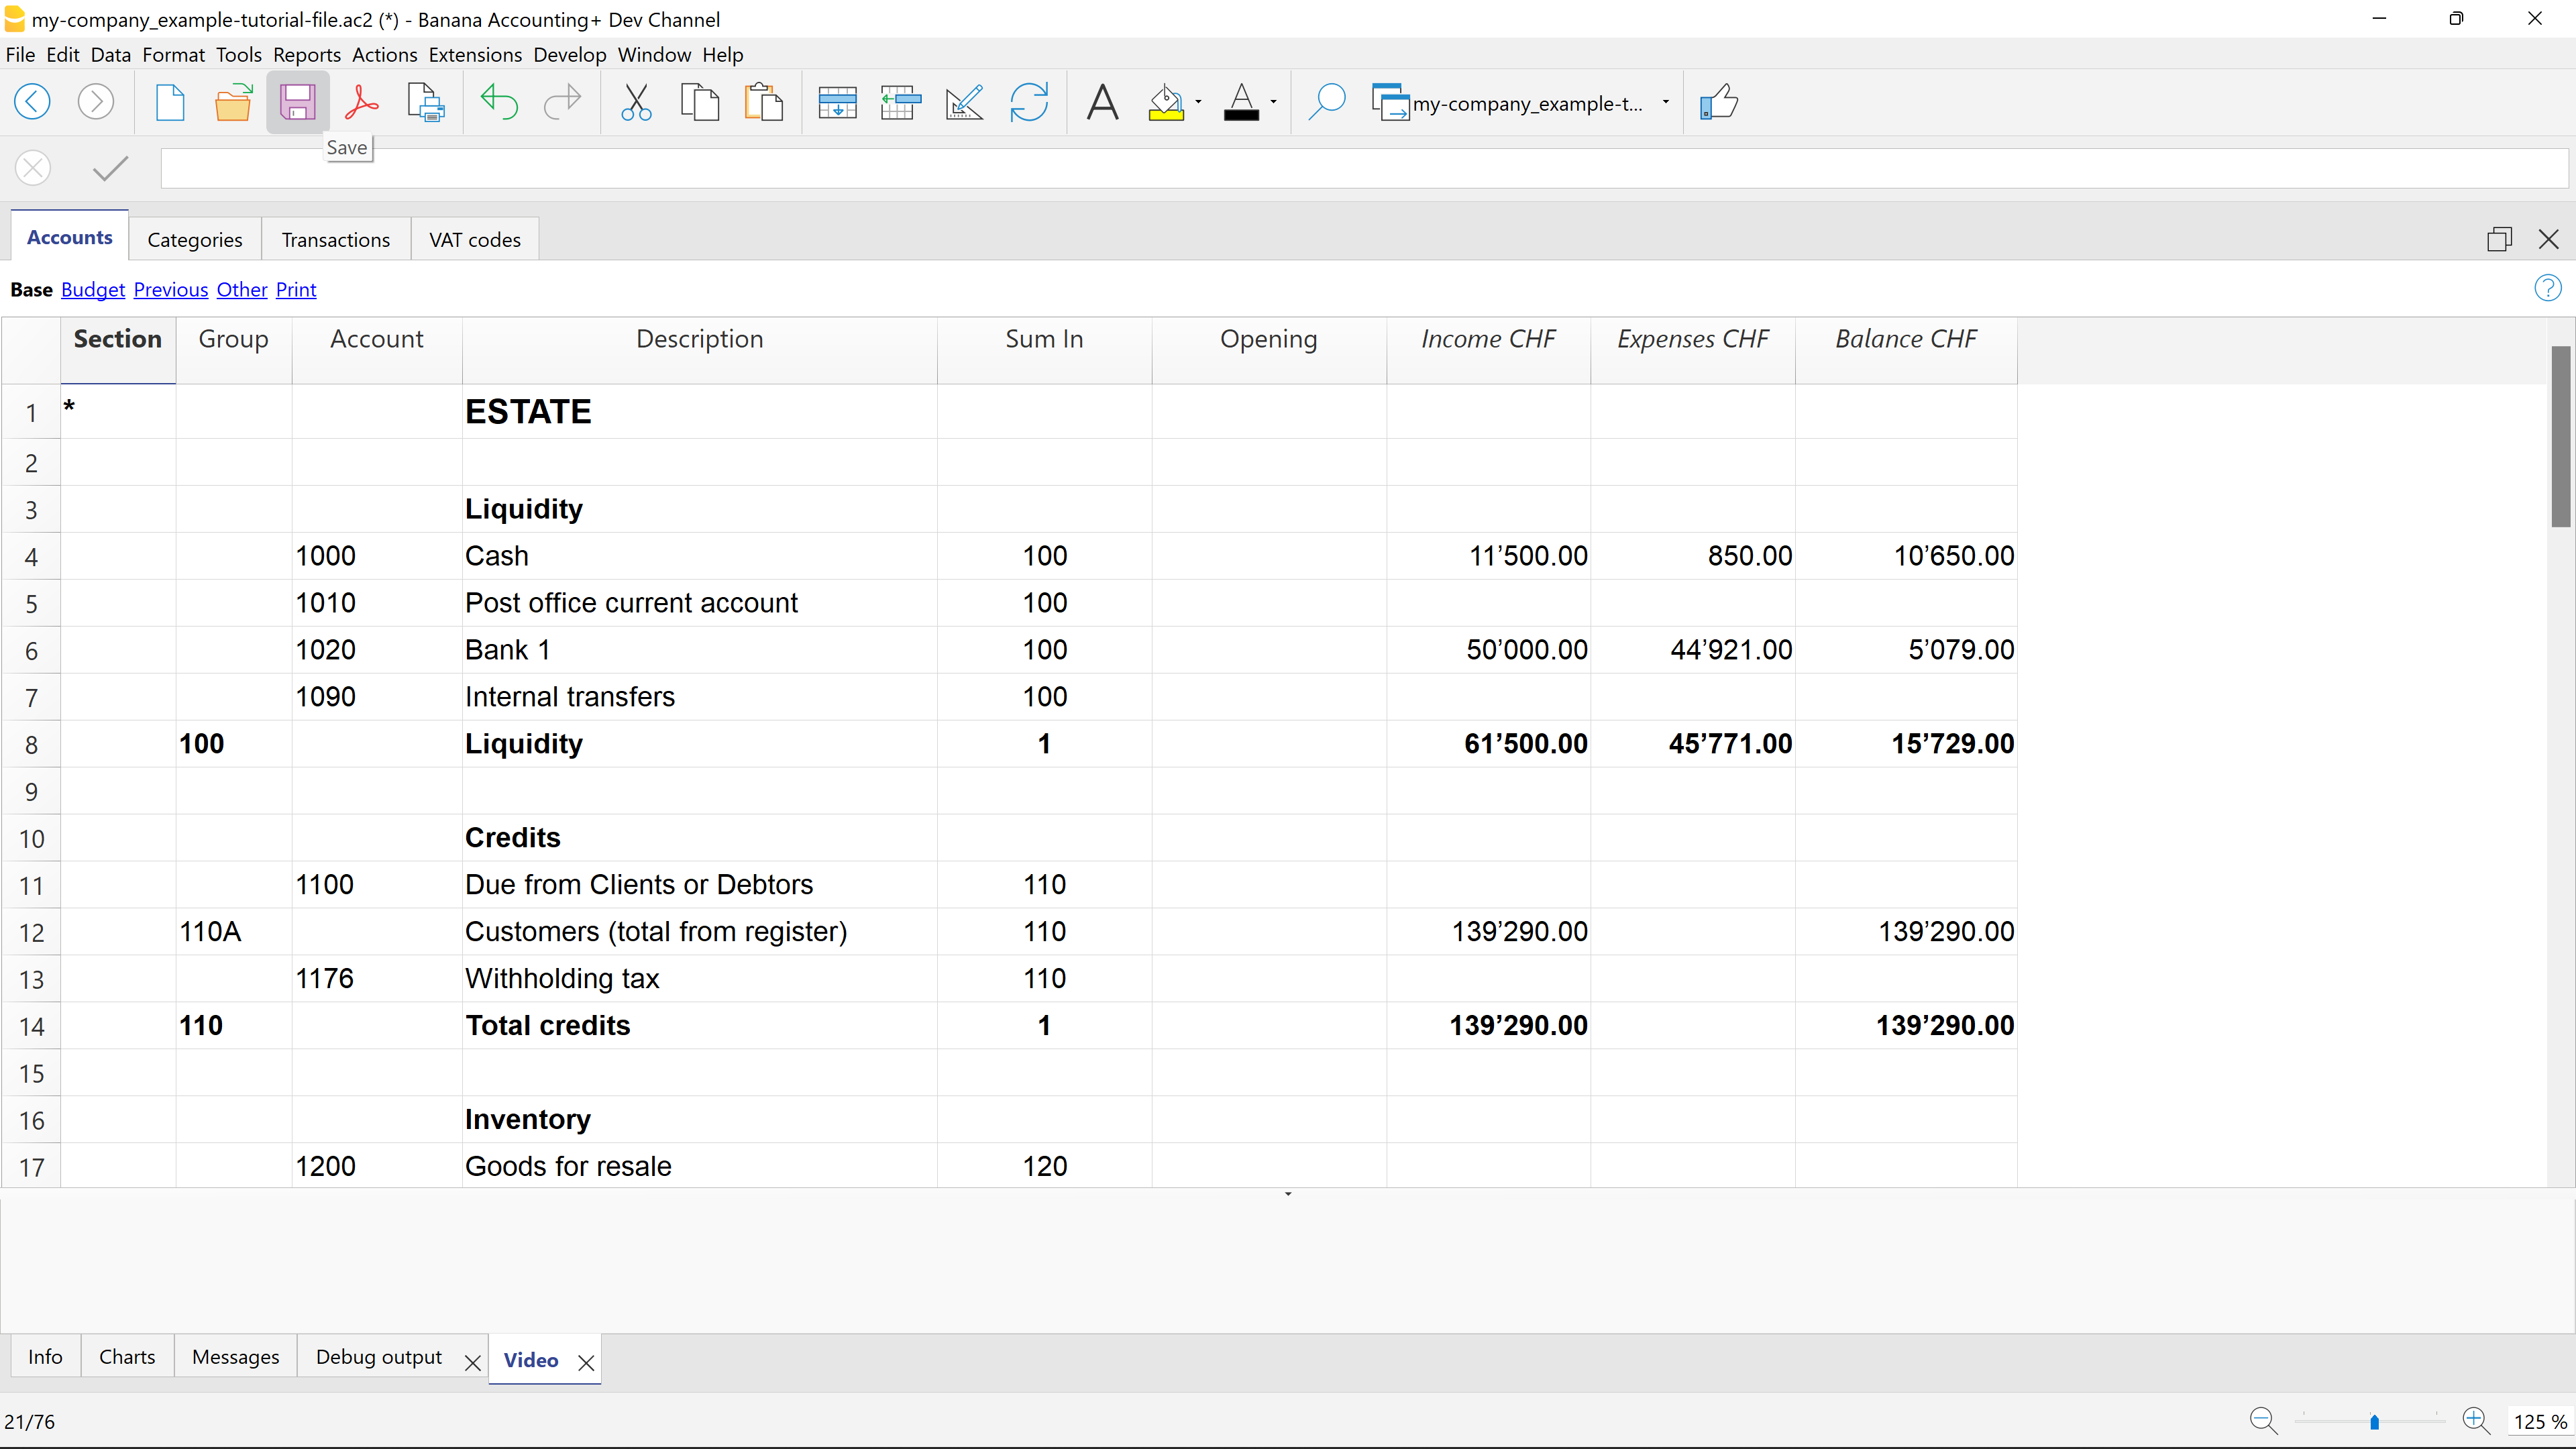 my-company_example-tutorial-file.ac2 (*) - Banana Accounting+ Dev Channel
File Edit Data Format Tools Reports Actions Extensions Develop Window Help
my-company_example-t...
Save
Accounts Categories Transactions VAT codes
Base Budget Previous Other Print
Section Group Account Description Sum In Opening Income CHF Expenses CHF Balance CHF
1 * ESTATE
2
3 Liquidity
4 1000 Cash 100 11’500.00 850.00 10’650.00
5 1010 Post office current account 100
6 1020 Bank 1 100 50’000.00 44’921.00 5’079.00
7 1090 Internal transfers 100
8 100 Liquidity 1 61’500.00 45’771.00 15’729.00
9
10 Credits
11 1100 Due from Clients or Debtors 110
12 110A Customers (total from register) 110 139’290.00 139’290.00
13 1176 Withholding tax 110
14 110 Total credits 1 139’290.00 139’290.00
15
16 Inventory
17 1200 Goods for resale 120
Info Charts Messages Debug output Video
21/76 125 %